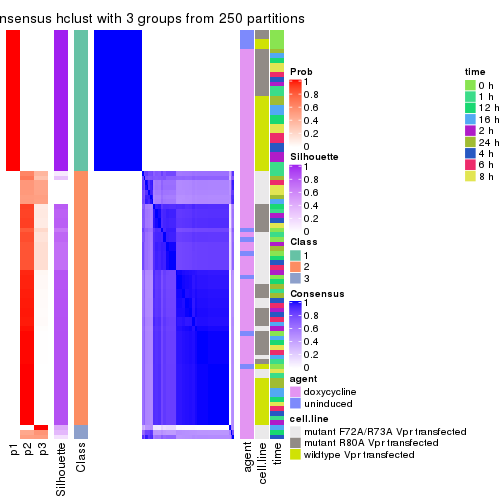 nsensus hclust with 3 groups from 250 partitions
p1
p2
p3
Silhouette
Class
agent
cell.line
time
Prob
1
0.8
0.6
0.4
0.2
0
Silhouette
1
0.8
0.6
0.4
0.2
0
Class
1
2
3
Consensus
1
0.8
0.6
0.4
0.2
0
agent
doxycycline
uninduced
cell.line
mutant F72A/R73A Vpr transfected
mutant R80A Vpr transfected
wildtype Vpr transfected
time
0 h
1 h
12 h
16 h
2 h
24 h
4 h
6 h
8 h